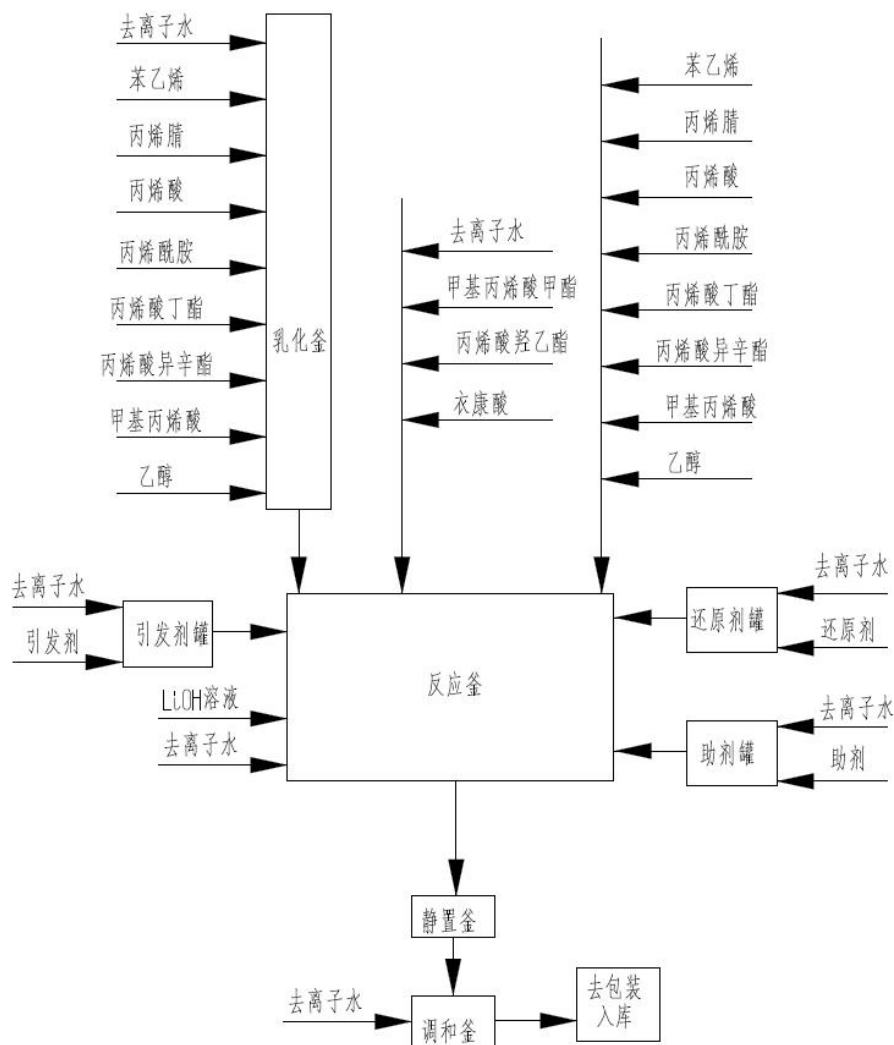 去离子水
苯乙烯
丙烯腈
丙烯酸
丙烯酰胺
丙烯酸丁酯
丙烯酸异辛酯
甲基丙烯酸
乙醇
乳化釜
去离子水
甲基丙烯酸甲酯
丙烯酸羟乙酯
衣康酸
苯乙烯
丙烯腈
丙烯酸
丙烯酰胺
丙烯酸丁酯
丙烯酸异辛酯
甲基丙烯酸
乙醇
去离子水
引发剂
引发剂罐
LiOH溶液
去离子水
反应釜
还原剂罐
去离子水
还原剂
助剂罐
去离子水
助剂
静置釜
去离子水
调和釜
去包装
入库